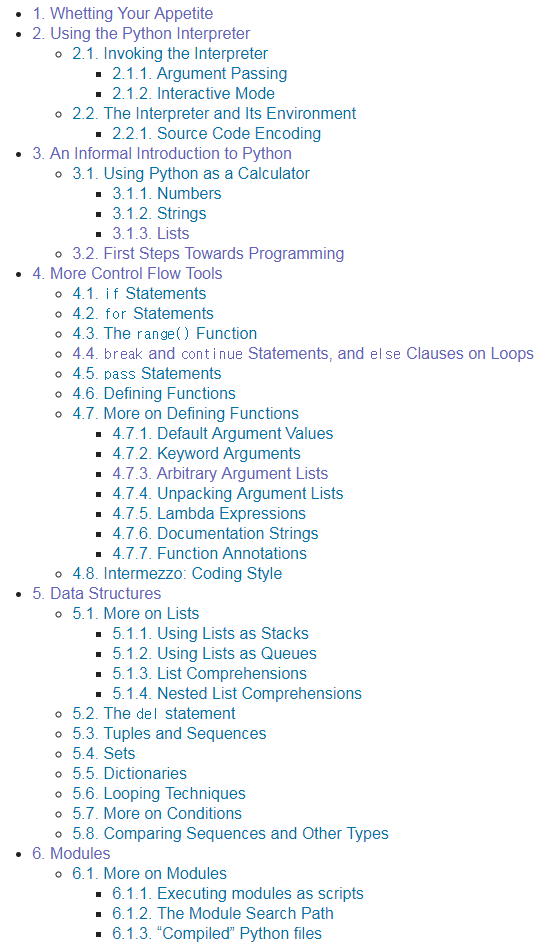 1. Whetting Your Appetite
2. Using the Python Interpreter
2.1. Invoking the Interpreter
2.1.1. Argument Passing
2.1.2. Interactive Mode
2.2. The Interpreter and Its Environment
2.2.1. Source Code Encoding
3. An Informal Introduction to Python
3.1. Using Python as a Calculator
3.1.1. Numbers
3.1.2. Strings
3.1.3. Lists
3.2. First Steps Towards Programming
4. More Control Flow Tools
4.1. if Statements
4.2. for Statements
4.3. The range() Function
4.4. break and continue Statements, and else Clauses on Loops
4.5. pass Statements
4.6. Defining Functions
4.7. More on Defining Functions
4.7.1. Default Argument Values
4.7.2. Keyword Arguments
4.7.3. Arbitrary Argument Lists
4.7.4. Unpacking Argument Lists
4.7.5. Lambda Expressions
4.7.6. Documentation Strings
4.7.7. Function Annotations
4.8. Intermezzo: Coding Style
5. Data Structures
5.1. More on Lists
5.1.1. Using Lists as Stacks
5.1.2. Using Lists as Queues
5.1.3. List Comprehensions
5.1.4. Nested List Comprehensions
5.2. The del statement
5.3. Tuples and Sequences
5.4. Sets
5.5. Dictionaries
5.6. Looping Techniques
5.7. More on Conditions
5.8. Comparing Sequences and Other Types
6. Modules
6.1. More on Modules
6.1.1. Executing modules as scripts
6.1.2. The Module Search Path
6.1.3. “Compiled” Python files